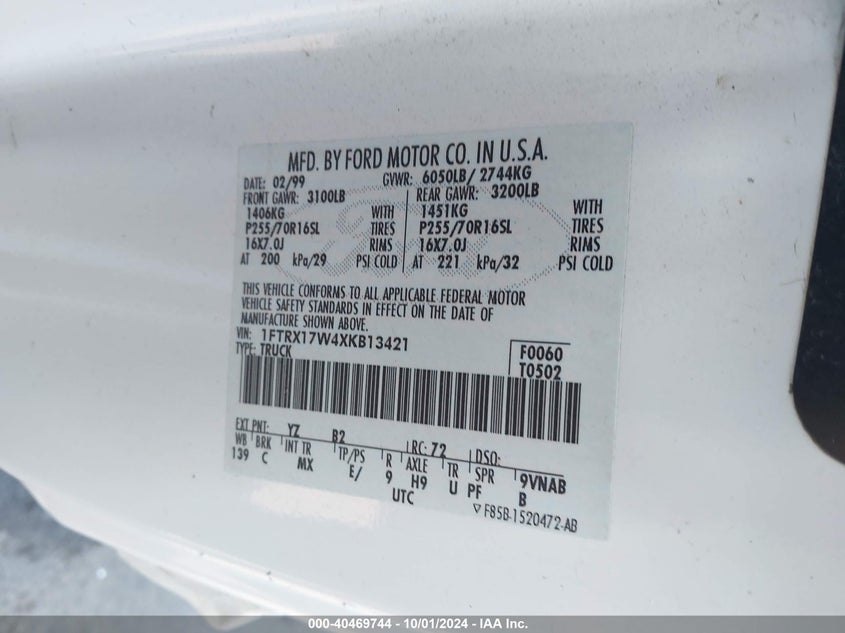 MFD. BY FORD MOTOR CO. IN U.S.A.
DATE: 02/99 GVWR: 6050LB/ 2744KG
FRONT GAWR: 3100LB REAR GAWR: 3200LB
1406KG WITH 1451KG WITH
P255/70R16SL TIRES P255/70R16SL TIRES
16X7.0J RIMS 16X7.0J RIMS
AT 200 kPa/29 PSI COLD AT 221 kPa/32 PSI COLD
THIS VEHICLE CONFORMS TO ALL APPLICABLE FEDERAL MOTOR
VEHICLE SAFETY STANDARDS IN EFFECT ON THE DATE OF
MANUFACTURE SHOWN ABOVE.
VIN: 1FTRX17W4XKB13421
TYPE: TRUCK
F0060
T0502
EXT PNT: YZ B2 RC: 72 DSO:
WB BRK INT TR TP/PS R AXLE TR SPR 9VNAB
139 C MX E/ 9 H9 U PF B
UTC
F85B-1520472-AB
000-40469744 - 10/01/2024 - IAA Inc.